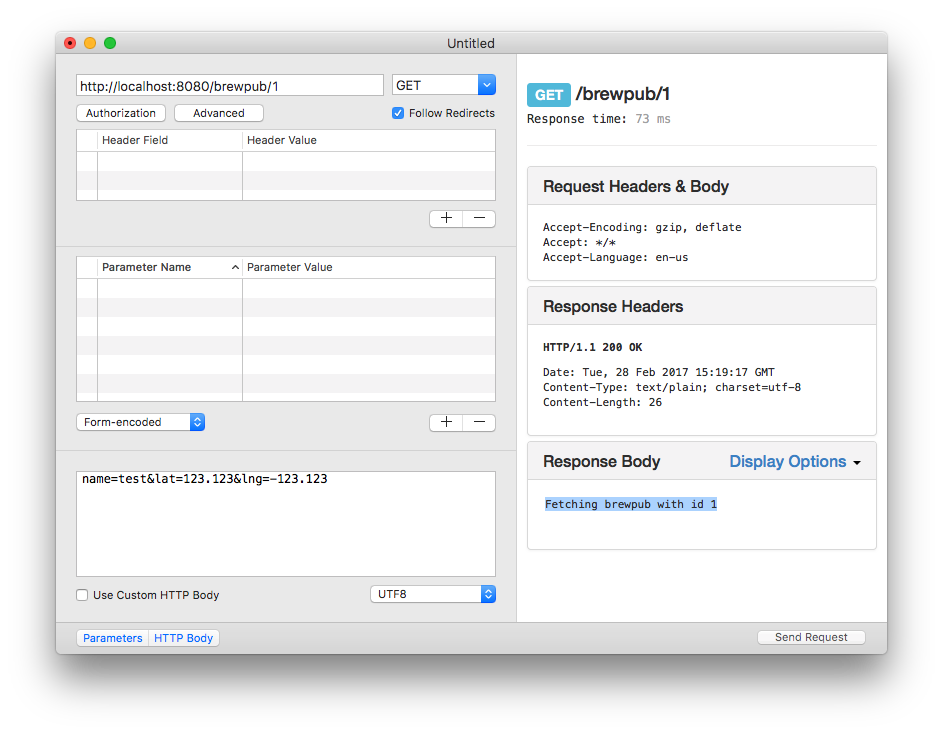 Untitled
http://localhost:8080/brewpub/1
GET
Authorization
Advanced
Follow Redirects
Header Field
Header Value
Parameter Name
Parameter Value
Form-encoded
name=test&lat=123.123&lng=-123.123
Use Custom HTTP Body
UTF8
Parameters
HTTP Body
GET /brewpub/1
Response time: 73 ms
Request Headers & Body
Accept-Encoding: gzip, deflate
Accept: */*
Accept-Language: en-us
Response Headers
HTTP/1.1 200 OK
Date: Tue, 28 Feb 2017 15:19:17 GMT
Content-Type: text/plain; charset=utf-8
Content-Length: 26
Response Body
Display Options
Fetching brewpub with id 1
Send Request